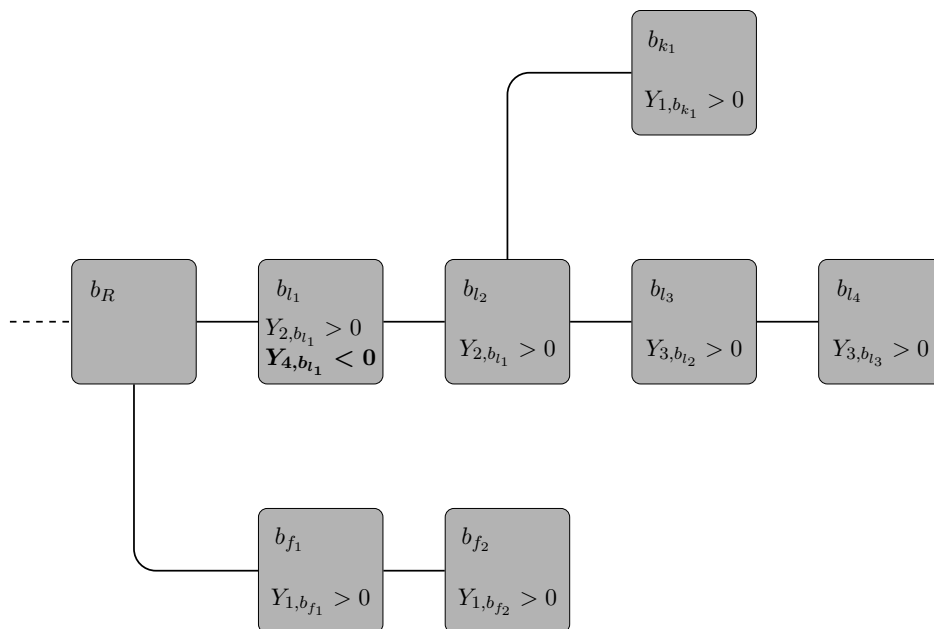 b_{k_1}
Y_{1,b_{k_1}} > 0
b_R
b_{l_1}
Y_{2,b_{l_1}} > 0
Y_{4,b_{l_1}} < 0
b_{l_2}
Y_{2,b_{l_1}} > 0
b_{l_3}
Y_{3,b_{l_2}} > 0
b_{l_4}
Y_{3,b_{l_3}} > 0
b_{f_1}
Y_{1,b_{f_1}} > 0
b_{f_2}
Y_{1,b_{f_2}} > 0